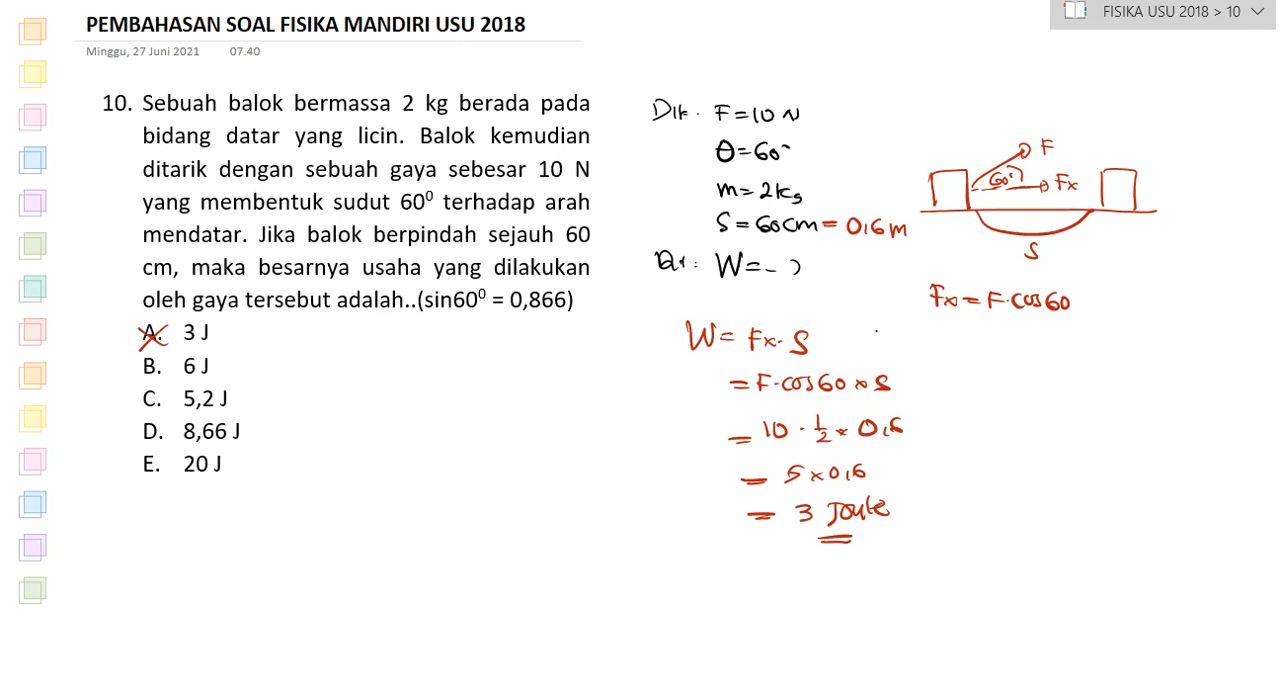 PEMBAHASAN SOAL FISIKA MANDIRI USU 2018
FISIKA USU 2018 > 10
Minggu, 27 Juni 2021 07.40
10. Sebuah balok bermassa 2 kg berada pada
bidang datar yang licin. Balok kemudian
ditarik dengan sebuah gaya sebesar 10 N
yang membentuk sudut 60⁰ terhadap arah
mendatar. Jika balok berpindah sejauh 60
cm, maka besarnya usaha yang dilakukan
oleh gaya tersebut adalah..(sin60⁰ = 0,866)
A. 3 J
B. 6 J
C. 5,2 J
D. 8,66 J
E. 20 J
Dik. F = 10 N
θ = 60°
m = 2 kg
S = 60 cm = 0,6 m
Dit: W = - ?
F
60°
Fx
S
Fx = F. cos 60
W = Fx. S
= F. cos 60 × S
= 10 . 1/2 × 0,6
= 5 × 0,6
= 3 Joule